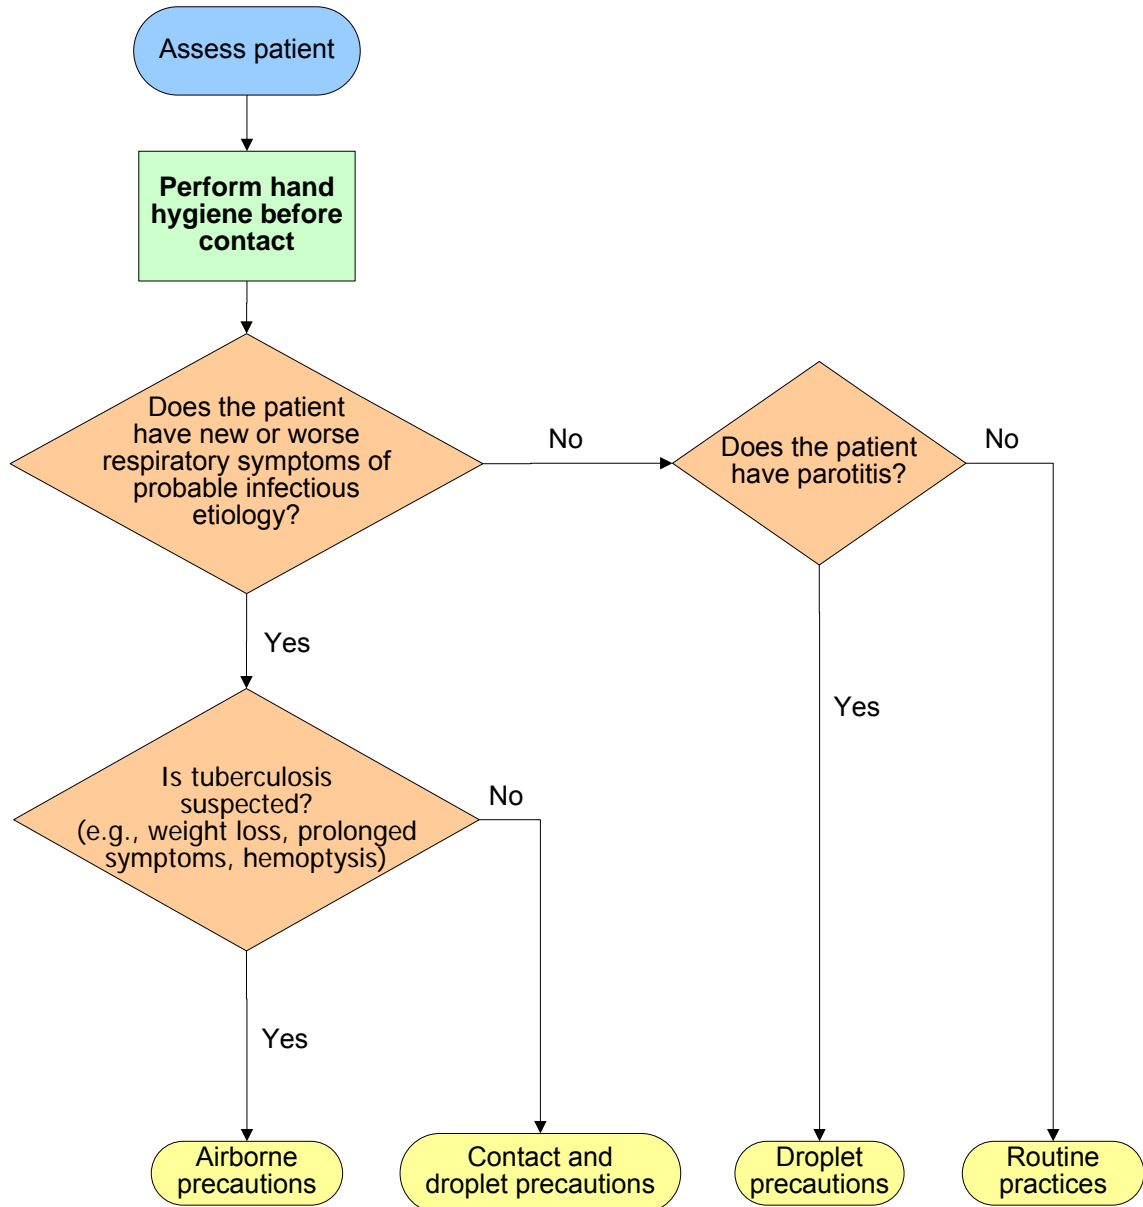 Assess patient
Perform hand
hygiene before
contact
Does the patient
have new or worse
respiratory symptoms of
probable infectious
etiology?
No
Does the patient
have parotitis?
No
Yes
Yes
Is tuberculosis
suspected?
(e.g., weight loss, prolonged
symptoms, hemoptysis)
No
Yes
Airborne
precautions
Contact and
droplet precautions
Droplet
precautions
Routine
practices